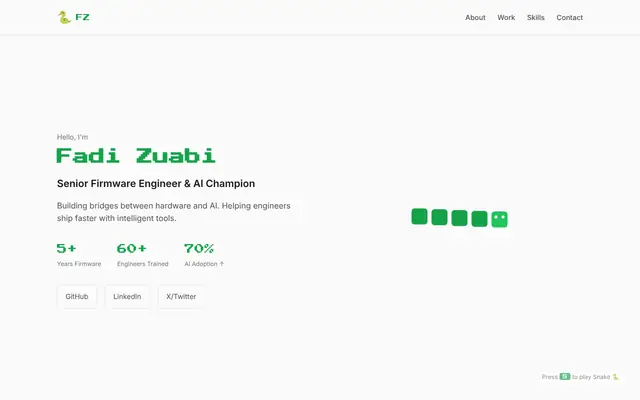 FZ
About
Work
Skills
Contact
Hello, I'm
Fadi Zuabi
Senior Firmware Engineer & AI Champion
Building bridges between hardware and AI. Helping engineers
ship faster with intelligent tools.
5+
60+
70%
Years Firmware
Engineers Trained
AI Adoption ↑
GitHub
LinkedIn
X/Twitter
Press S to play Snake